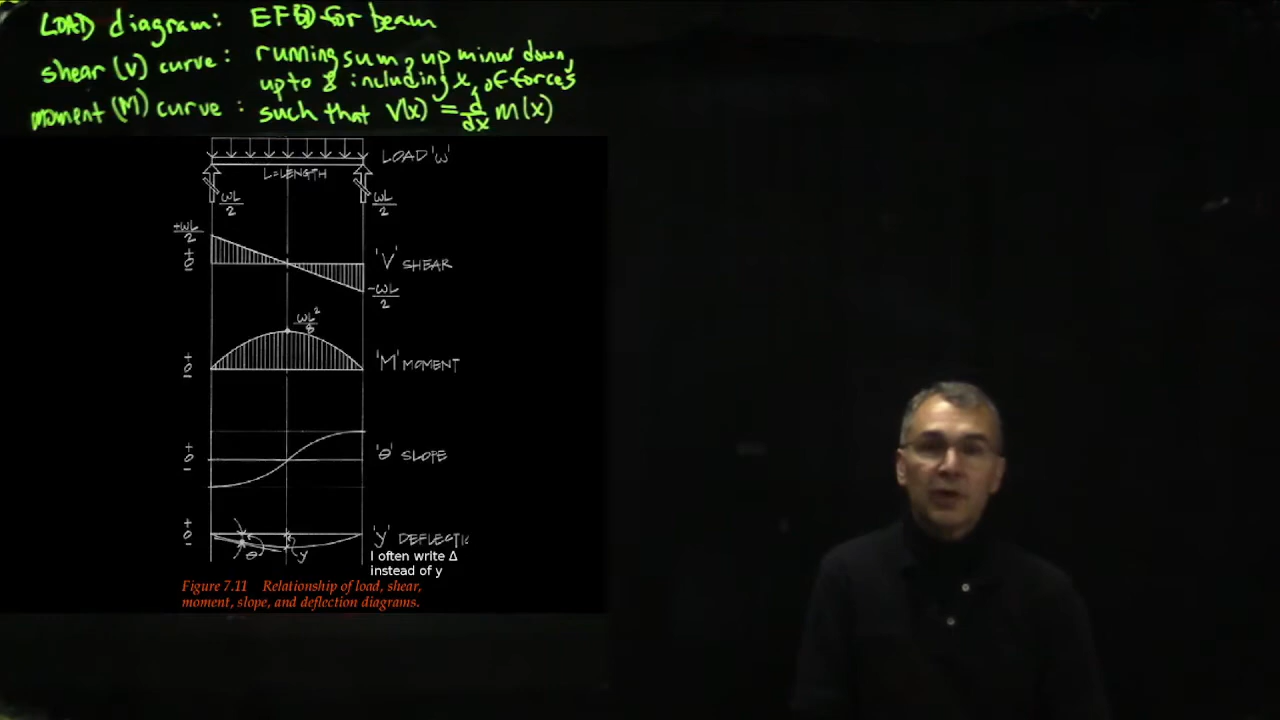 LOAD diagram: EFBD for beam
shear (V) curve: running sum, up minus down,
up to & including x, of forces
moment (M) curve: such that V(x) = d/dx M(x)
LOAD 'W'
L=LENGTH
WL/2
WL/2
+WL/2
+
0
-
'V' SHEAR
-WL/2
WL²/8
+
0
-
'M' MOMENT
+
0
-
'θ' SLOPE
+
0
-
θ
y
'y' DEFLECTI
I often write Δ
instead of y
Figure 7.11 Relationship of load, shear,
moment, slope, and deflection diagrams.